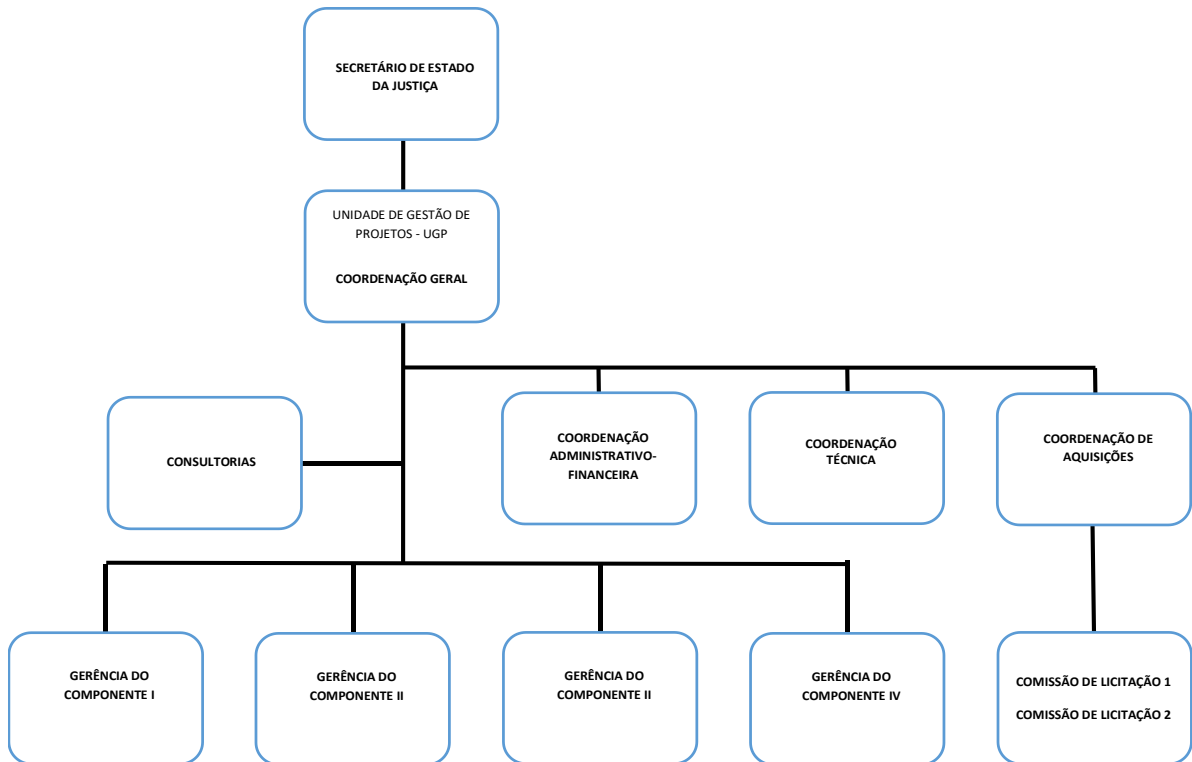 SECRETÁRIO DE ESTADO
DA JUSTIÇA
UNIDADE DE GESTÃO DE
PROJETOS - UGP
COORDENAÇÃO GERAL
CONSULTORIAS
COORDENAÇÃO
ADMINISTRATIVO-
FINANCEIRA
COORDENAÇÃO
TÉCNICA
COORDENAÇÃO DE
AQUISIÇÕES
GERÊNCIA DO
COMPONENTE I
GERÊNCIA DO
COMPONENTE II
GERÊNCIA DO
COMPONENTE II
GERÊNCIA DO
COMPONENTE IV
COMISSÃO DE LICITAÇÃO 1
COMISSÃO DE LICITAÇÃO 2